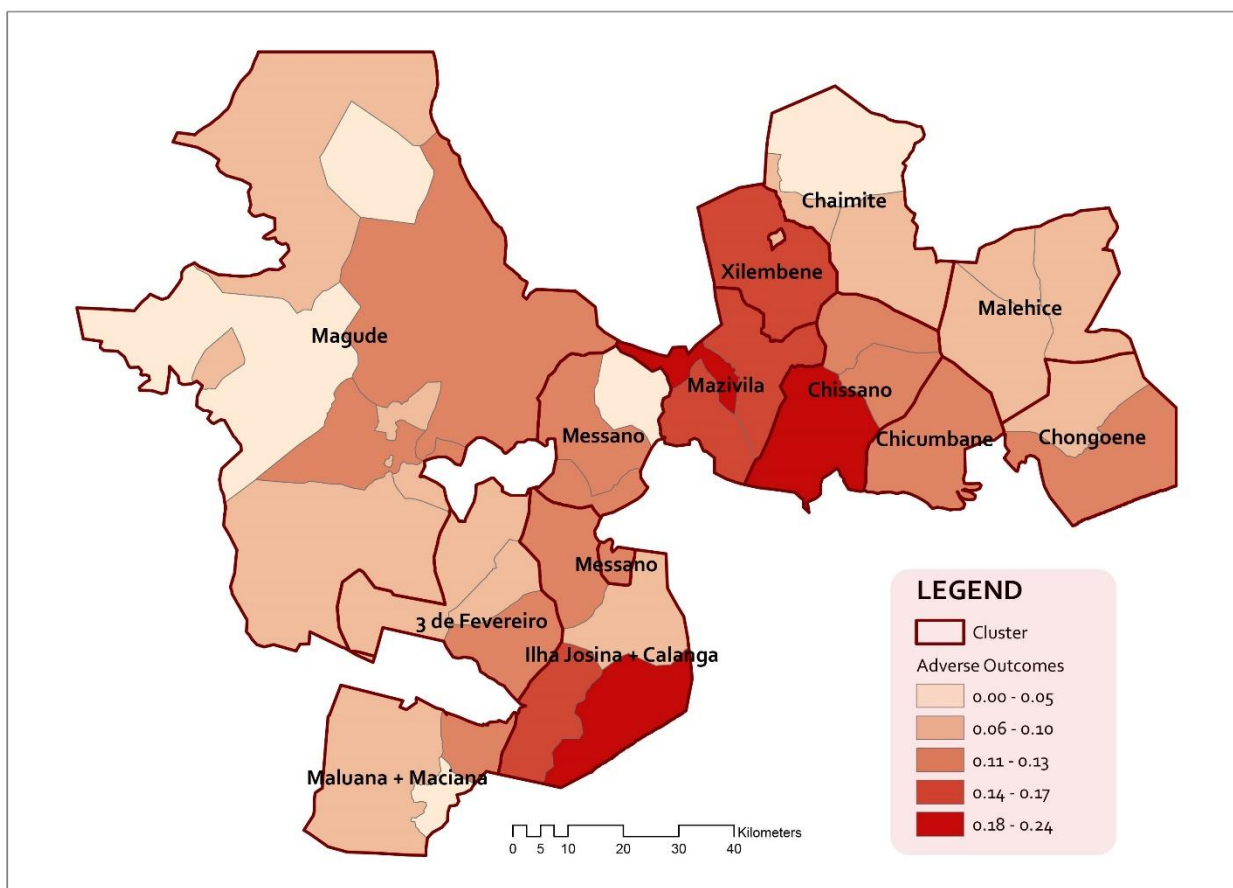 Chaimite
Xilembene
Malehice
Magude
Mazivila
Chissano
Messano
Chicumbane
Chongoene
Messano
3 de Fevereiro
Ilha Josina + Calanga
Maluana + Maciana
LEGEND
Cluster
Adverse Outcomes
0.00 - 0.05
0.06 - 0.10
0.11 - 0.13
0.14 - 0.17
0.18 - 0.24
Kilometers
0 5 10 20 30 40